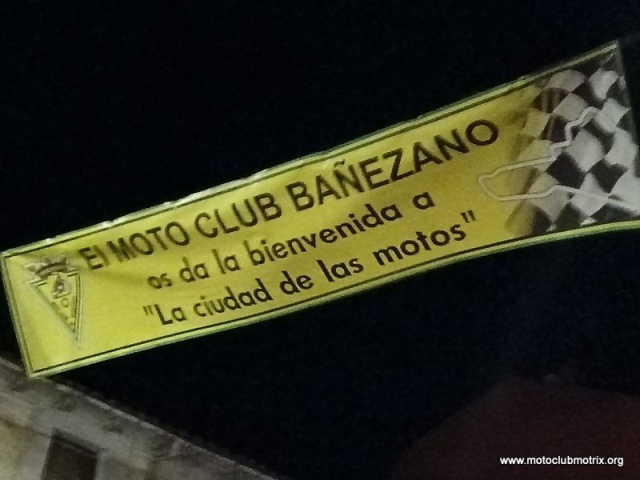 El MOTO CLUB BAÑEZANO
os da la bienvenida a
"La ciudad de las motos"
www.motoclubmotrix.org